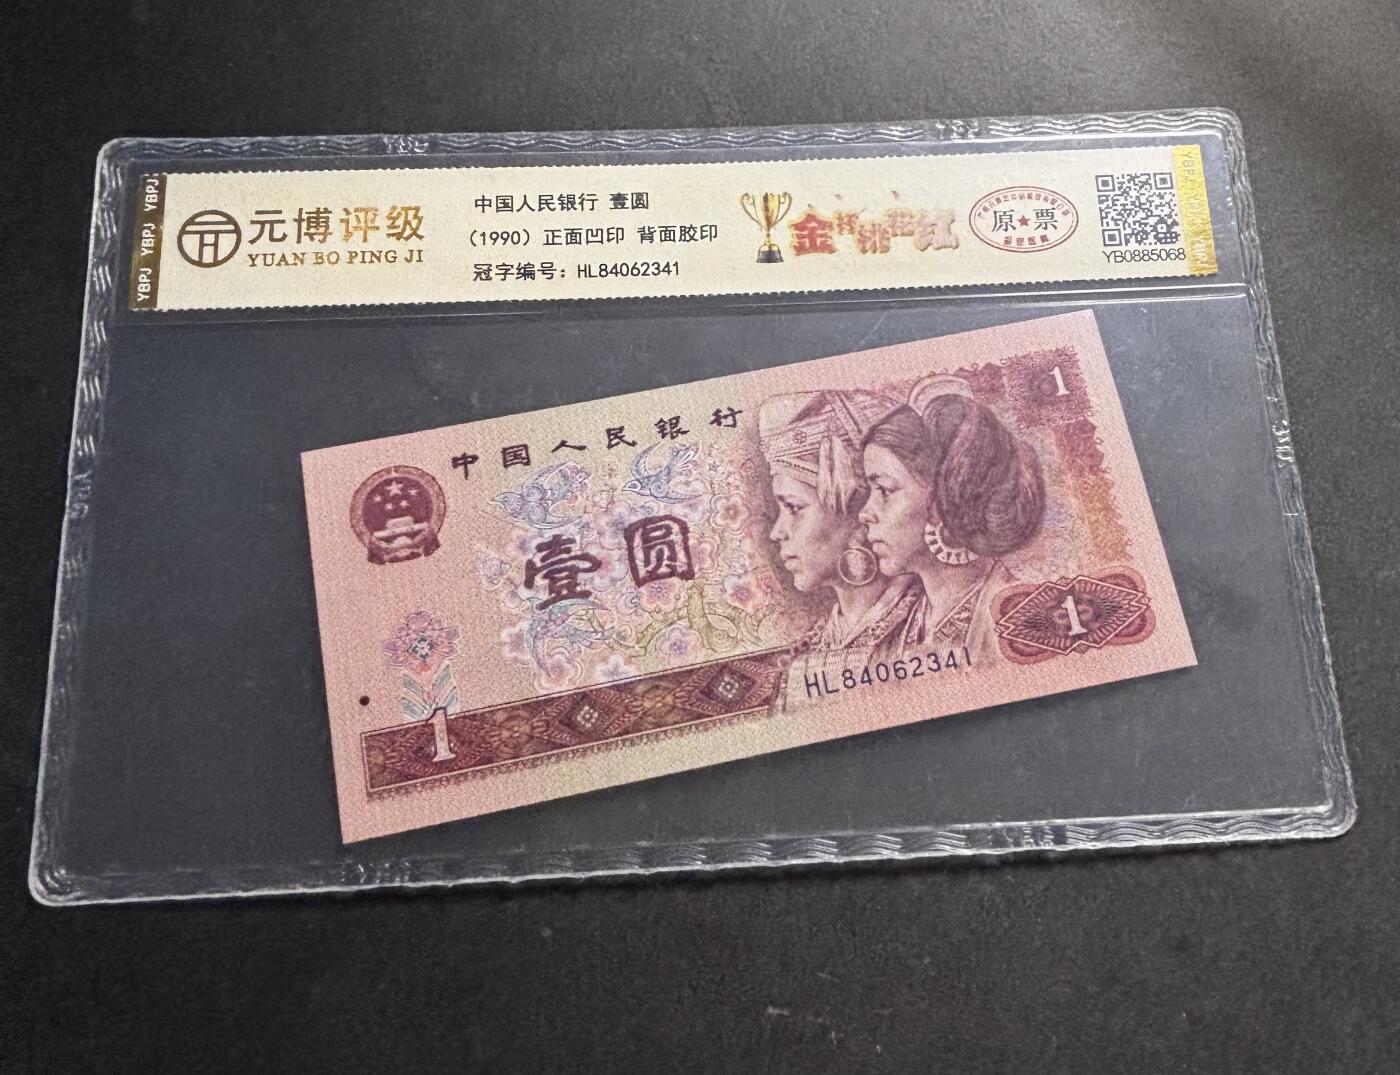 YBPJ YBPJ YBPJ
元博评级
YUAN BO PING JI
中国人民银行 壹圆
（1990）正面凹印 背面胶印
冠字编号：HL84062341
金杯桃花红
原★票
YB0885068
YBPJ
中国人民银行
壹圆
1
1
1
HL84062341